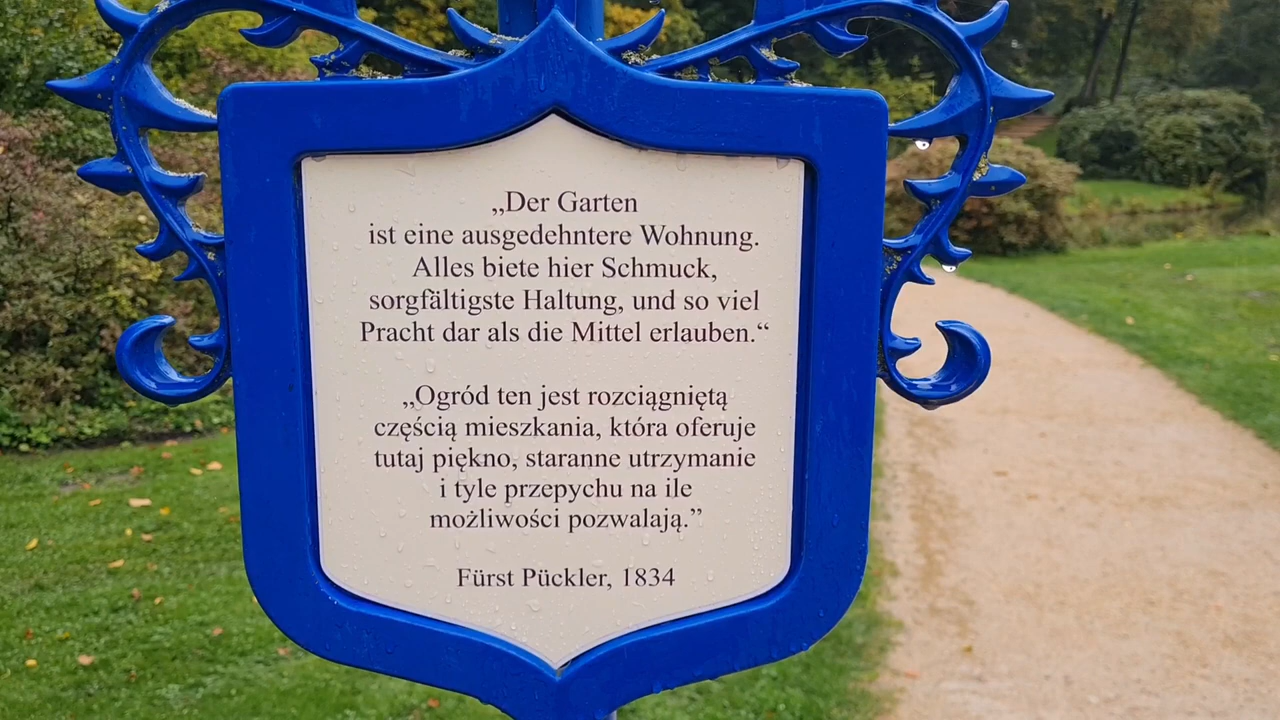 „Der Garten
ist eine ausgedehntere Wohnung.
Alles biete hier Schmuck,
sorgfältigste Haltung, und so viel
Pracht dar als die Mittel erlauben.“
„Ogród ten jest rozciągniętą
częścią mieszkania, która oferuje
tutaj piękno, staranne utrzymanie
i tyle przepychu na ile
możliwości pozwalają.”
Fürst Pückler, 1834